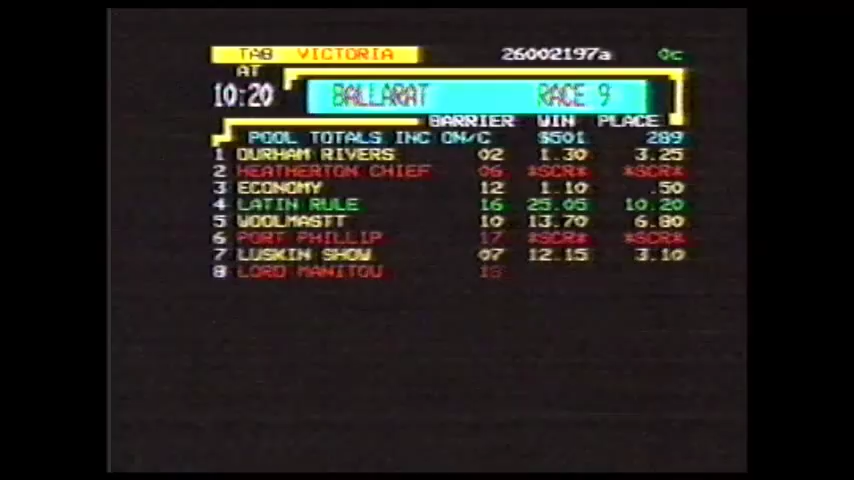 TAB VICTORIA 26002197a 0c
AT
10:20 BALLARAT RACE 9
BARRIER WIN PLACE
POOL TOTALS INC ON/C $501 289
1 DURHAM RIVERS 02 1.30 3.25
2 HEATHERTON CHIEF 06 *SCR* *SCR*
3 ECONOMY 12 1.10 .50
4 LATIN RULE 16 25.05 10.20
5 WOOLMASTT 10 13.70 6.80
6 PORT PHILLIP 17 *SCR* *SCR*
7 LUSKIN SHOW 07 12.15 3.10
8 LORD MANITOU